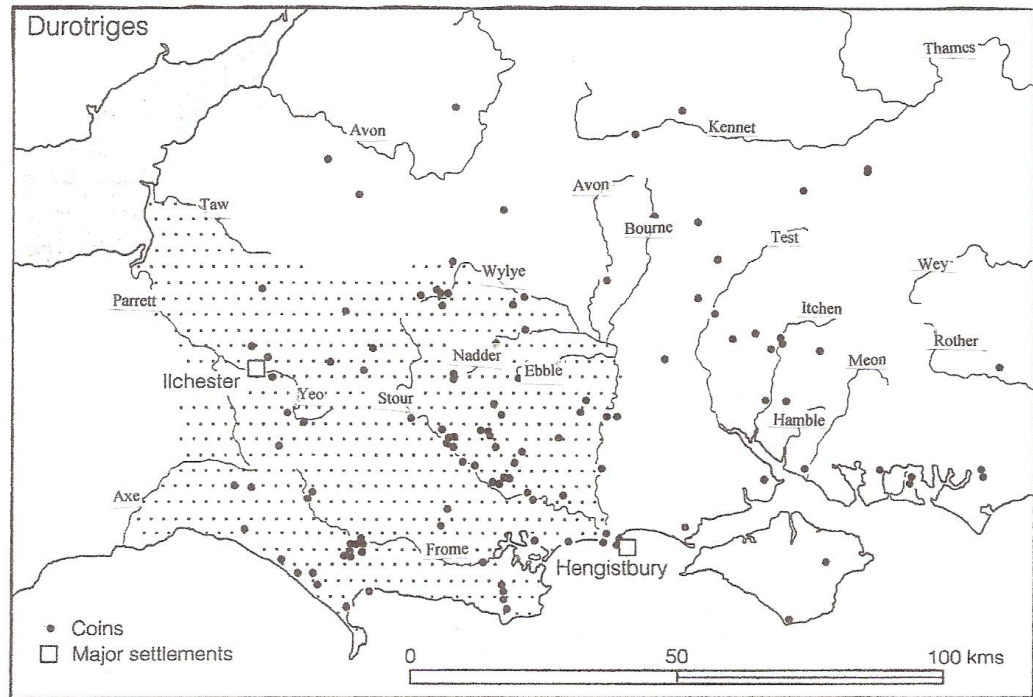 Durotriges
Thames
Avon
Kennet
Avon
Taw
Bourne
Test
Wylye
Wey
Parrett
Itchen
Nadder
Rother
Meon
Ebble
Ilchester
Yeo
Stour
Hamble
Axe
Frome
Hengistbury
Coins
Major settlements
0
50
100 kms